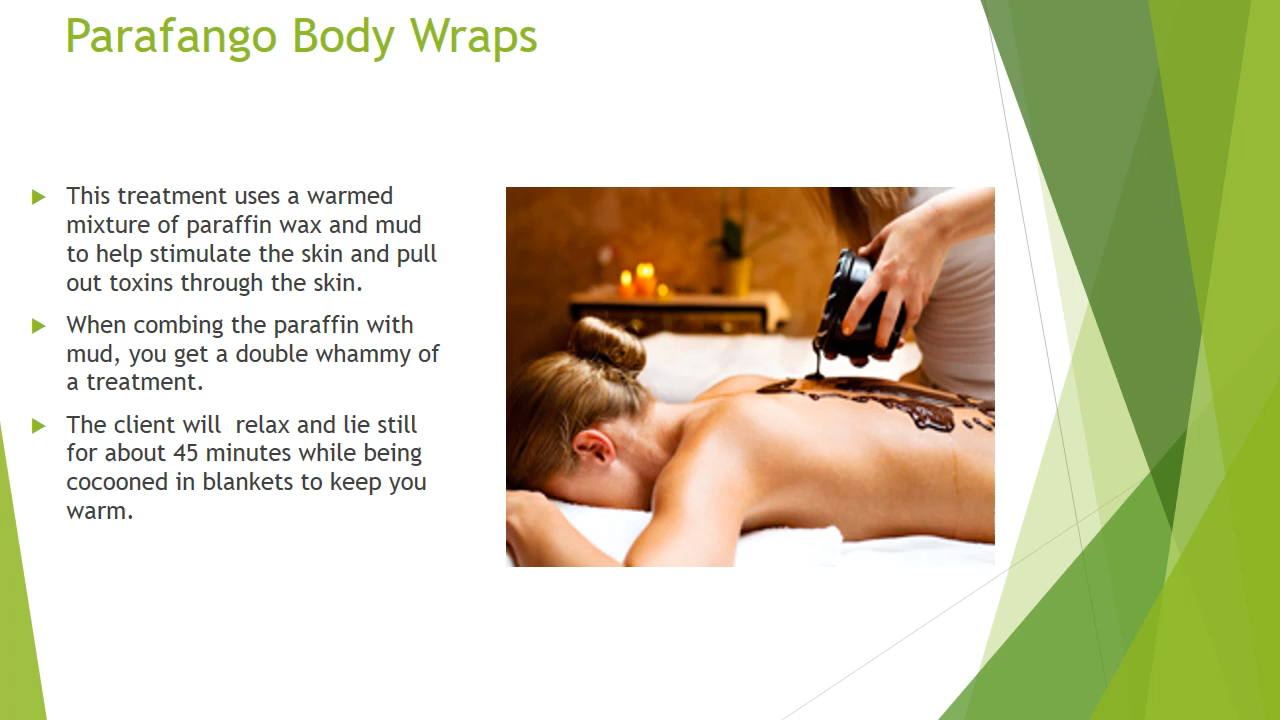 Parafango Body Wraps
This treatment uses a warmed
mixture of paraffin wax and mud
to help stimulate the skin and pull
out toxins through the skin.
When combing the paraffin with
mud, you get a double whammy of
a treatment.
The client will  relax and lie still
for about 45 minutes while being
cocooned in blankets to keep you
warm.